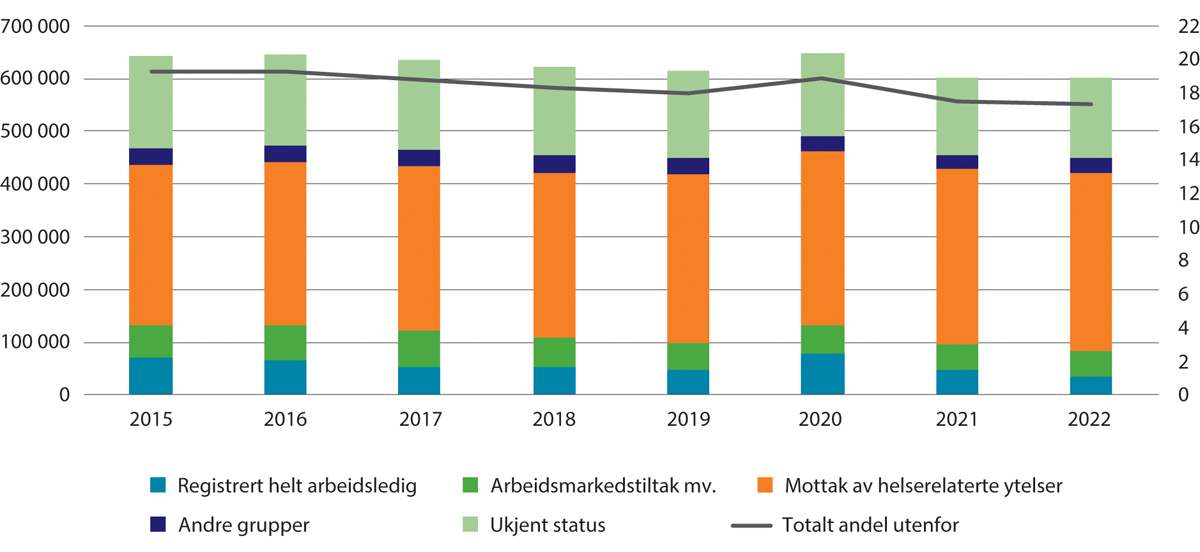 700 000 22
600 000 20
500 000 18
400 000 16
300 000 14
200 000 12
100 000 10
0 8
6
4
2
0
2015 2016 2017 2018 2019 2020 2021 2022
Registrert helt arbeidsledig Arbeidsmarkedstiltak mv. Mottak av helserelaterte ytelser
Andre grupper Ukjent status Totalt andel utenfor